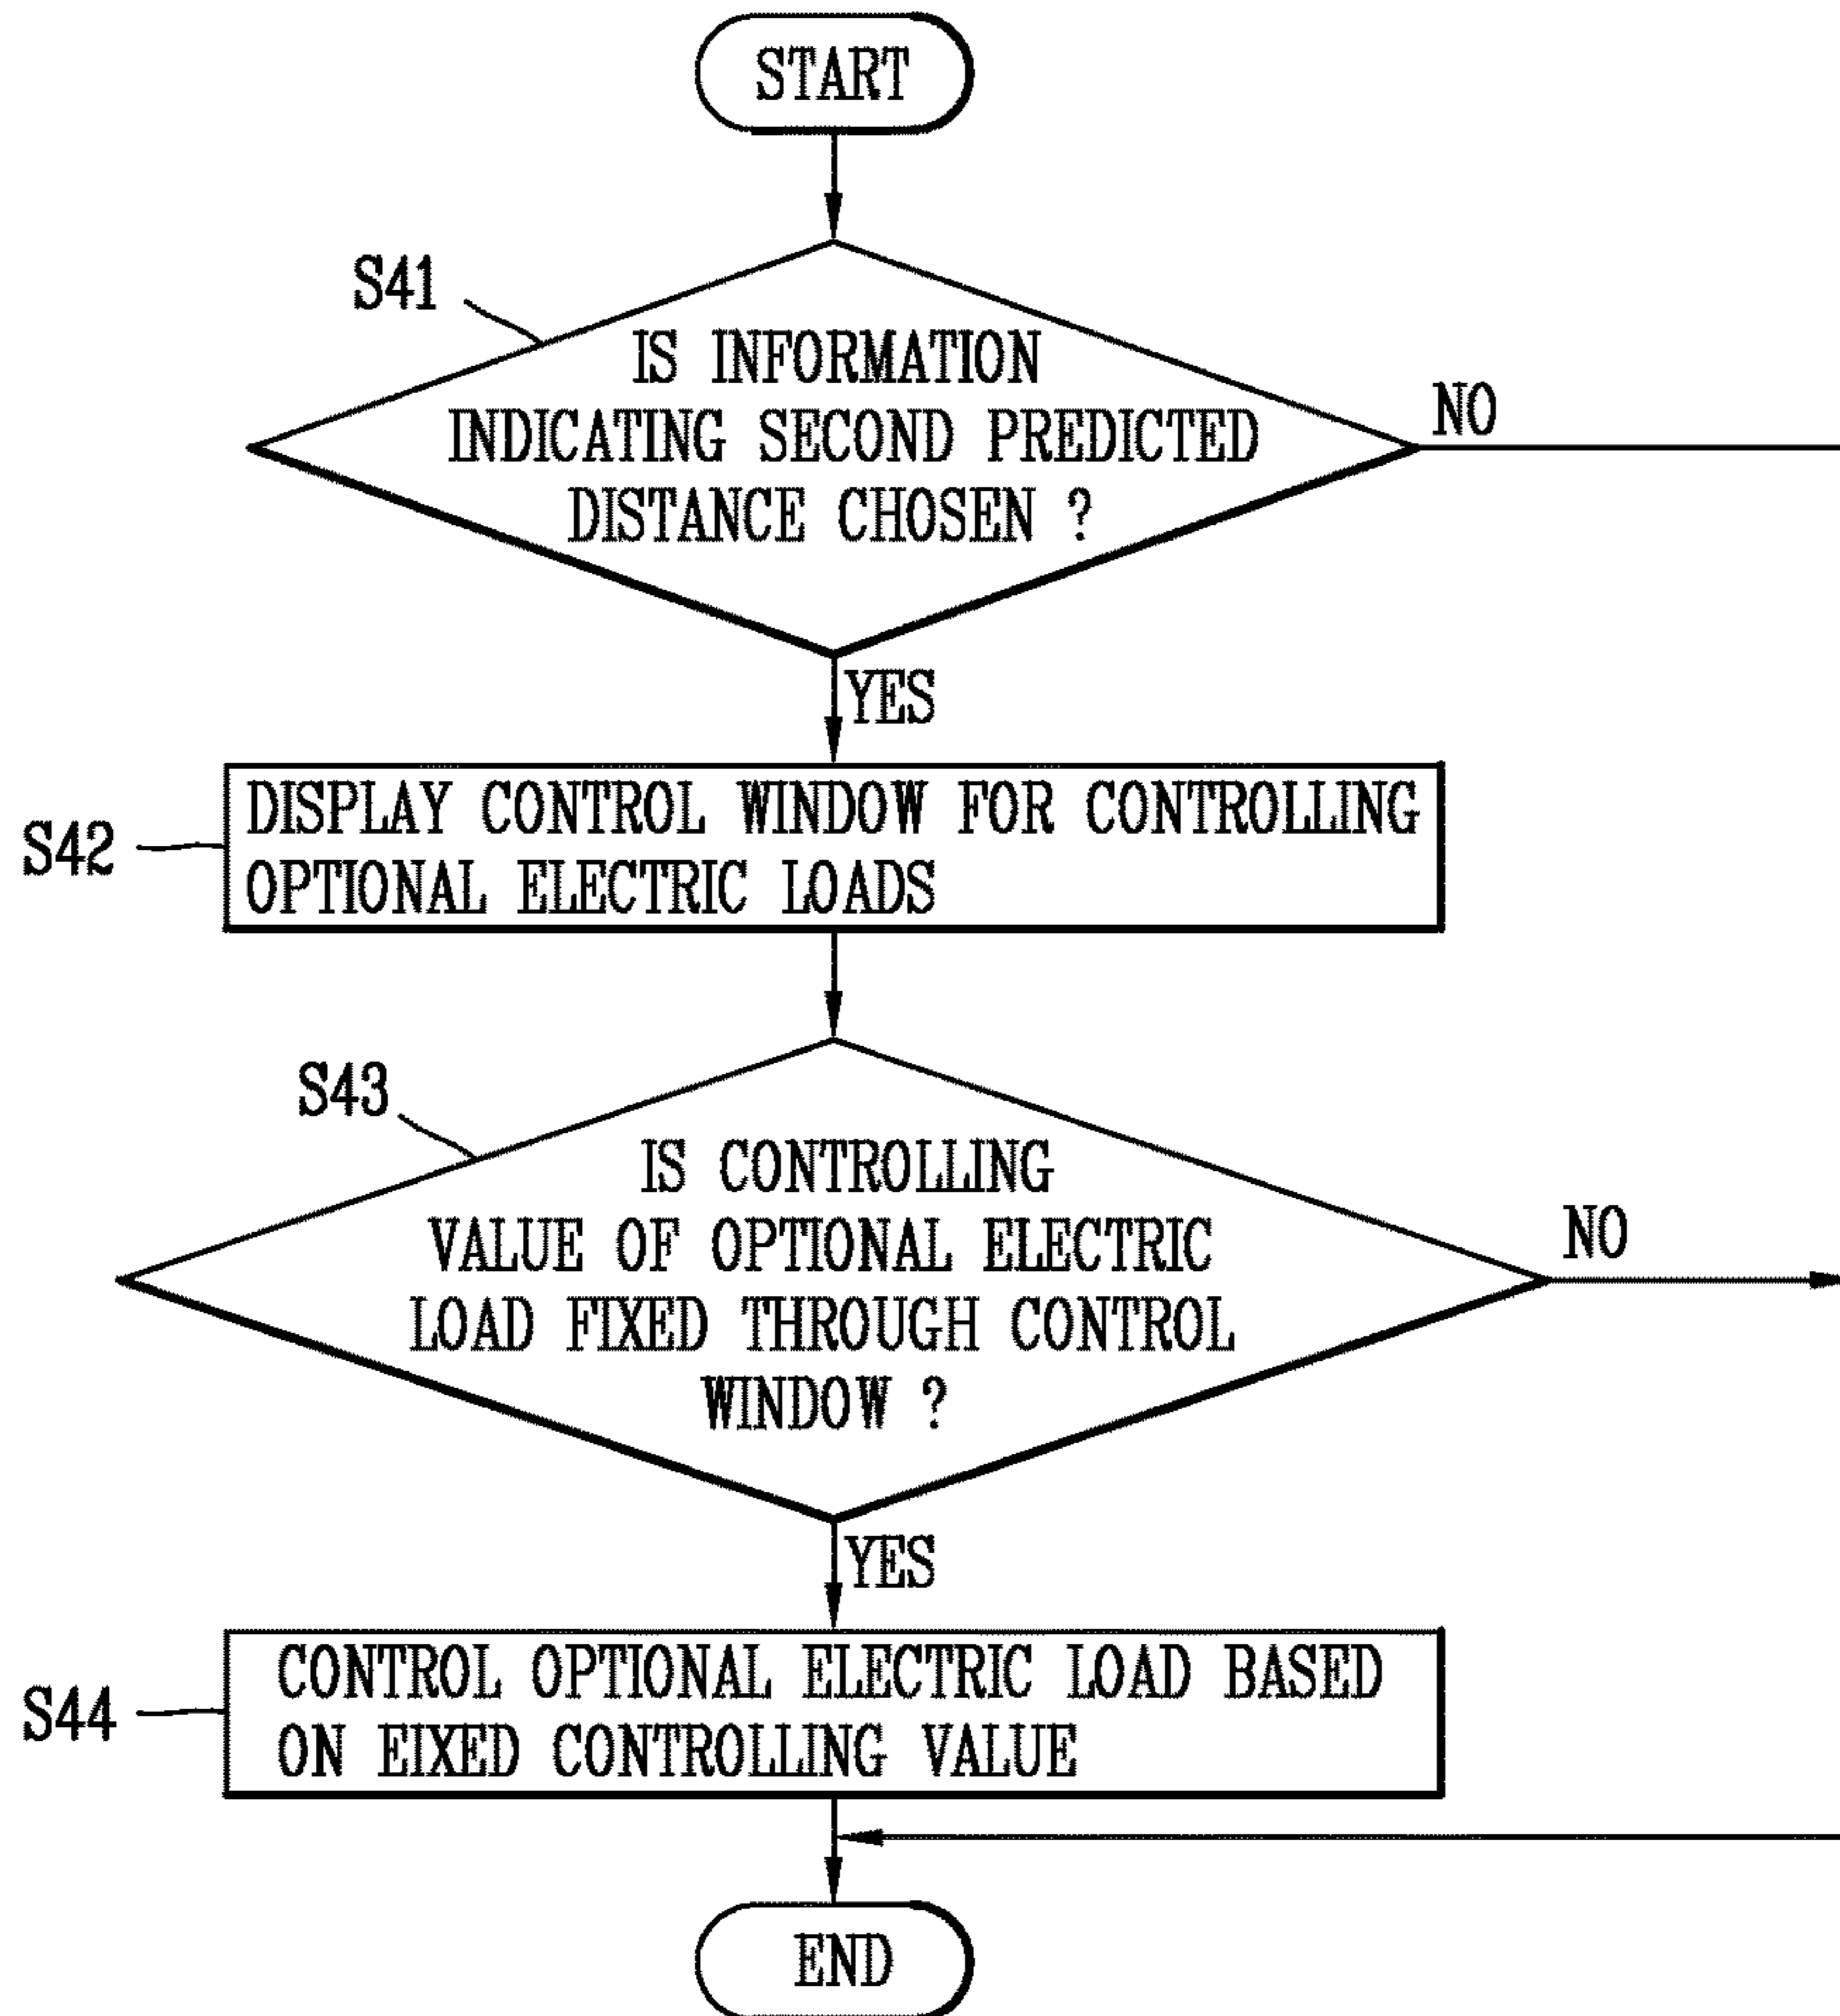 START
S41
IS INFORMATION
INDICATING SECOND PREDICTED
DISTANCE CHOSEN ?
NO
YES
S42
DISPLAY CONTROL WINDOW FOR CONTROLLING
OPTIONAL ELECTRIC LOADS
S43
IS CONTROLLING
VALUE OF OPTIONAL ELECTRIC
LOAD FIXED THROUGH CONTROL
WINDOW ?
NO
YES
S44
CONTROL OPTIONAL ELECTRIC LOAD BASED
ON EIXED CONTROLLING VALUE
END